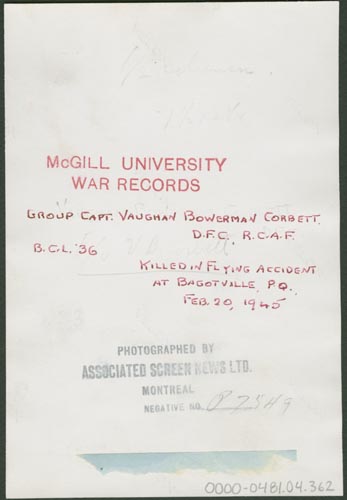 McGILL UNIVERSITY
WAR RECORDS
GROUP CAPT. VAUGHAN BOWERMAN CORBETT.
D.F.C. R.C.A.F.
B.C.L. '36
KILLED IN FLYING ACCIDENT
AT BAGOTVILLE, P.Q.
FEB. 20, 1945
PHOTOGRAPHED BY
ASSOCIATED SCREEN NEWS LTD.
MONTREAL
NEGATIVE NO.
0000-0481.04.362